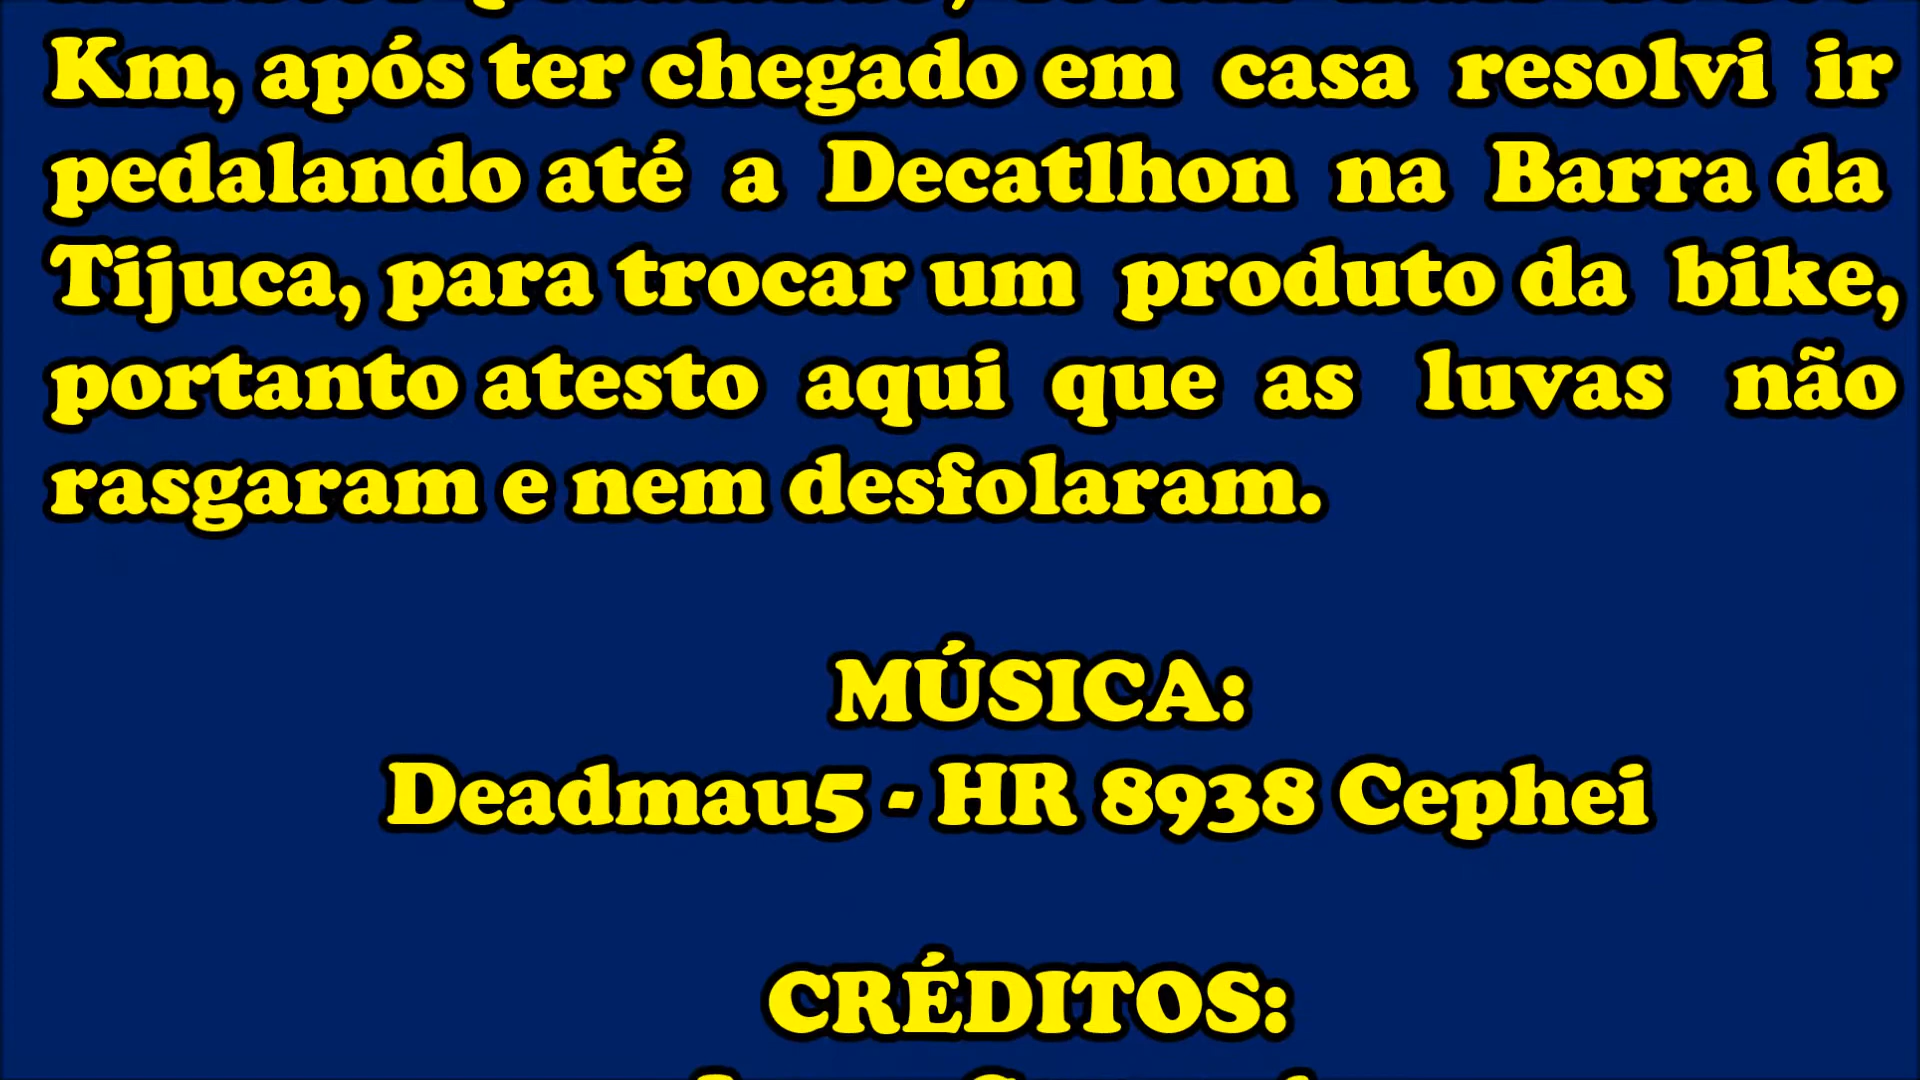 Km, após ter chegado em casa resolvi ir
pedalando até a Decatlhon na Barra da
Tijuca, para trocar um produto da bike,
portanto atesto aqui que as luvas não
rasgaram e nem desfolaram.
MÚSICA:
Deadmau5 - HR 8938 Cephei
CRÉDITOS: